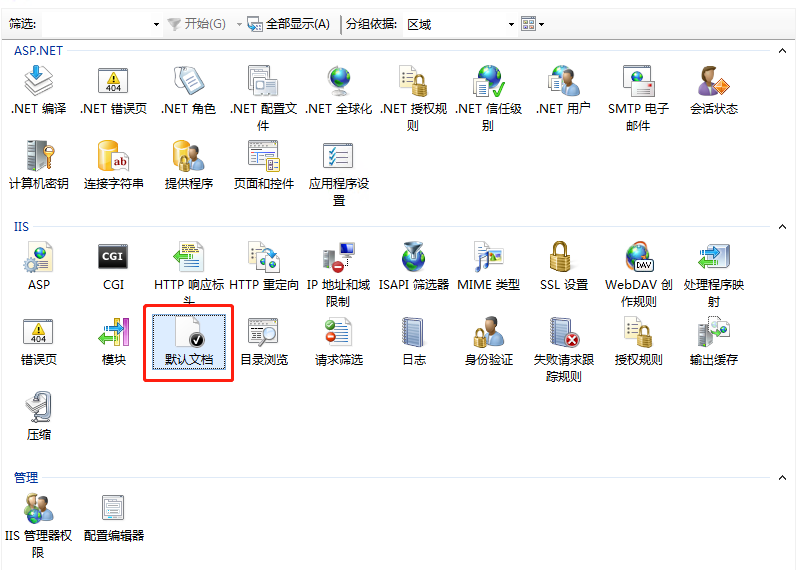 筛选: 开始(G) 全部显示(A) 分组依据: 区域
ASP.NET
.NET 编译 .NET 错误页 .NET 角色 .NET 配置文 .NET 全球化 .NET 授权规 .NET 信任级 .NET 用户 SMTP 电子 会话状态
件 则 别 邮件
计算机密钥 连接字符串 提供程序 页面和控件 应用程序设
置
IIS
ASP CGI HTTP 响应标 HTTP 重定向 IP 地址和域 ISAPI 筛选器 MIME 类型 SSL 设置 WebDAV 创 处理程序映
头 限制 作规则 射
错误页 模块 默认文档 目录浏览 请求筛选 日志 身份验证 失败请求跟 授权规则 输出缓存
踪规则
压缩
管理
IIS 管理器权 配置编辑器
限
404
ab
CGI
DAV
404